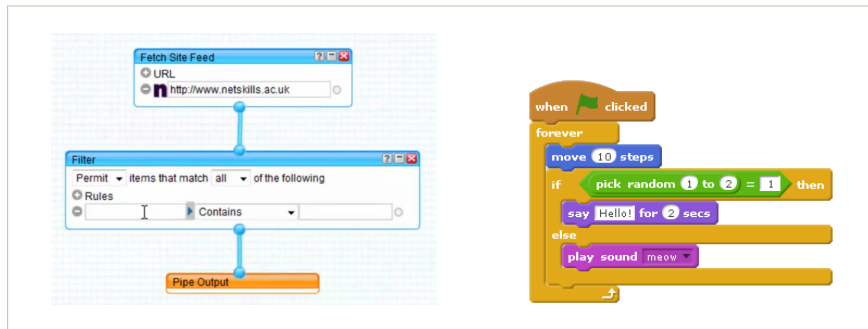 Fetch Site Feed
URL
n http://www.netskills.ac.uk
Filter
Permit items that match all of the following
Rules
Contains
Pipe Output
when clicked
forever
move 10 steps
if pick random 1 to 2 = 1 then
say Hello! for 2 secs
else
play sound meow